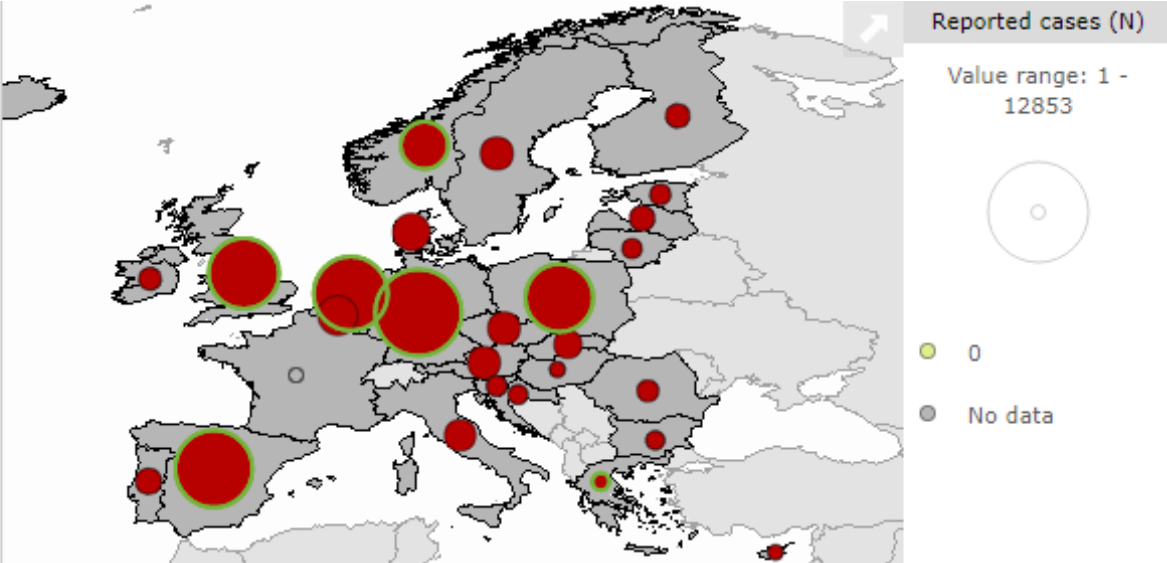 Reported cases (N)
Value range: 1 -
12853
0
No data